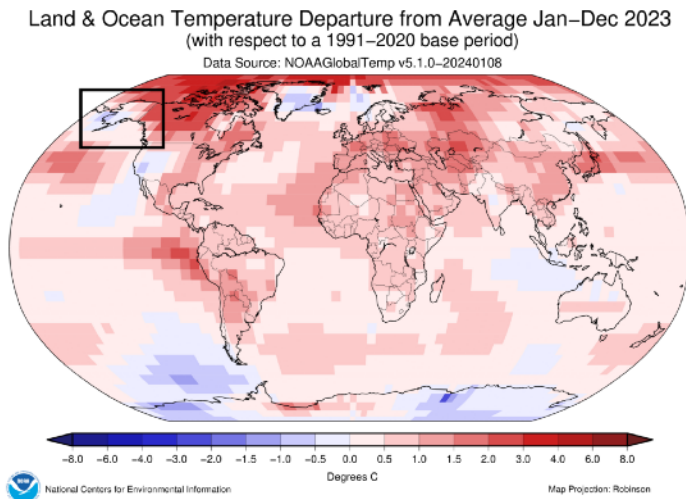 Land & Ocean Temperature Departure from Average Jan–Dec 2023
(with respect to a 1991–2020 base period)
Data Source: NOAAGlobalTemp v5.1.0–20240108
-8.0 -6.0 -4.0 -3.0 -2.0 -1.5 -1.0 -0.5 0.0 0.5 1.0 1.5 2.0 3.0 4.0 6.0 8.0
Degrees C
National Centers for Environmental Information
Map Projection: Robinson